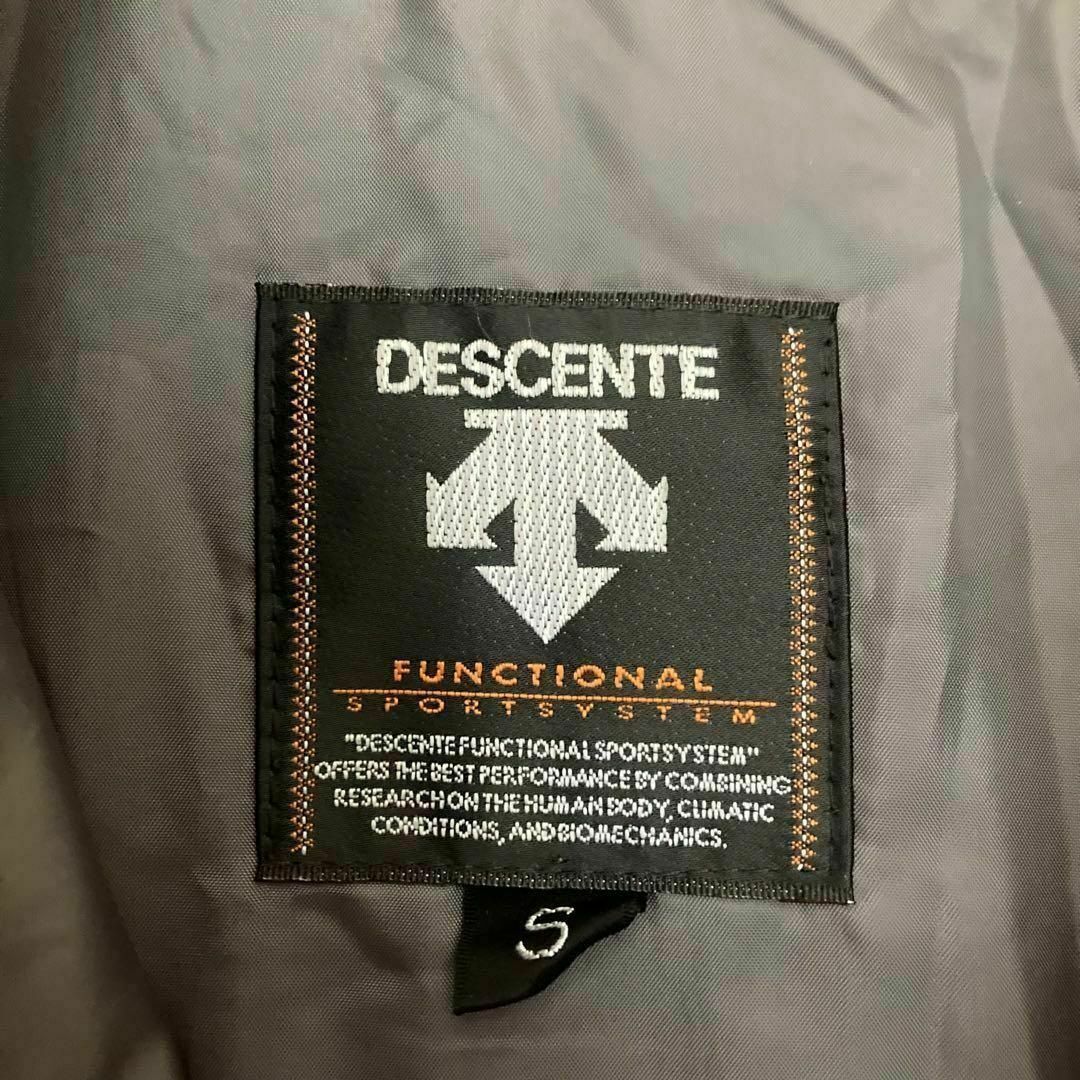 DESCENTE
FUNCTIONAL
SPORTSYSTEM
"DESCENTE FUNCTIONAL SPORTSYSTEM"
OFFERS THE BEST PERFORMANCE BY COMBINING
RESEARCH ON THE HUMAN BODY, CLIMATIC
CONDITIONS, AND BIOMECHANICS.
S